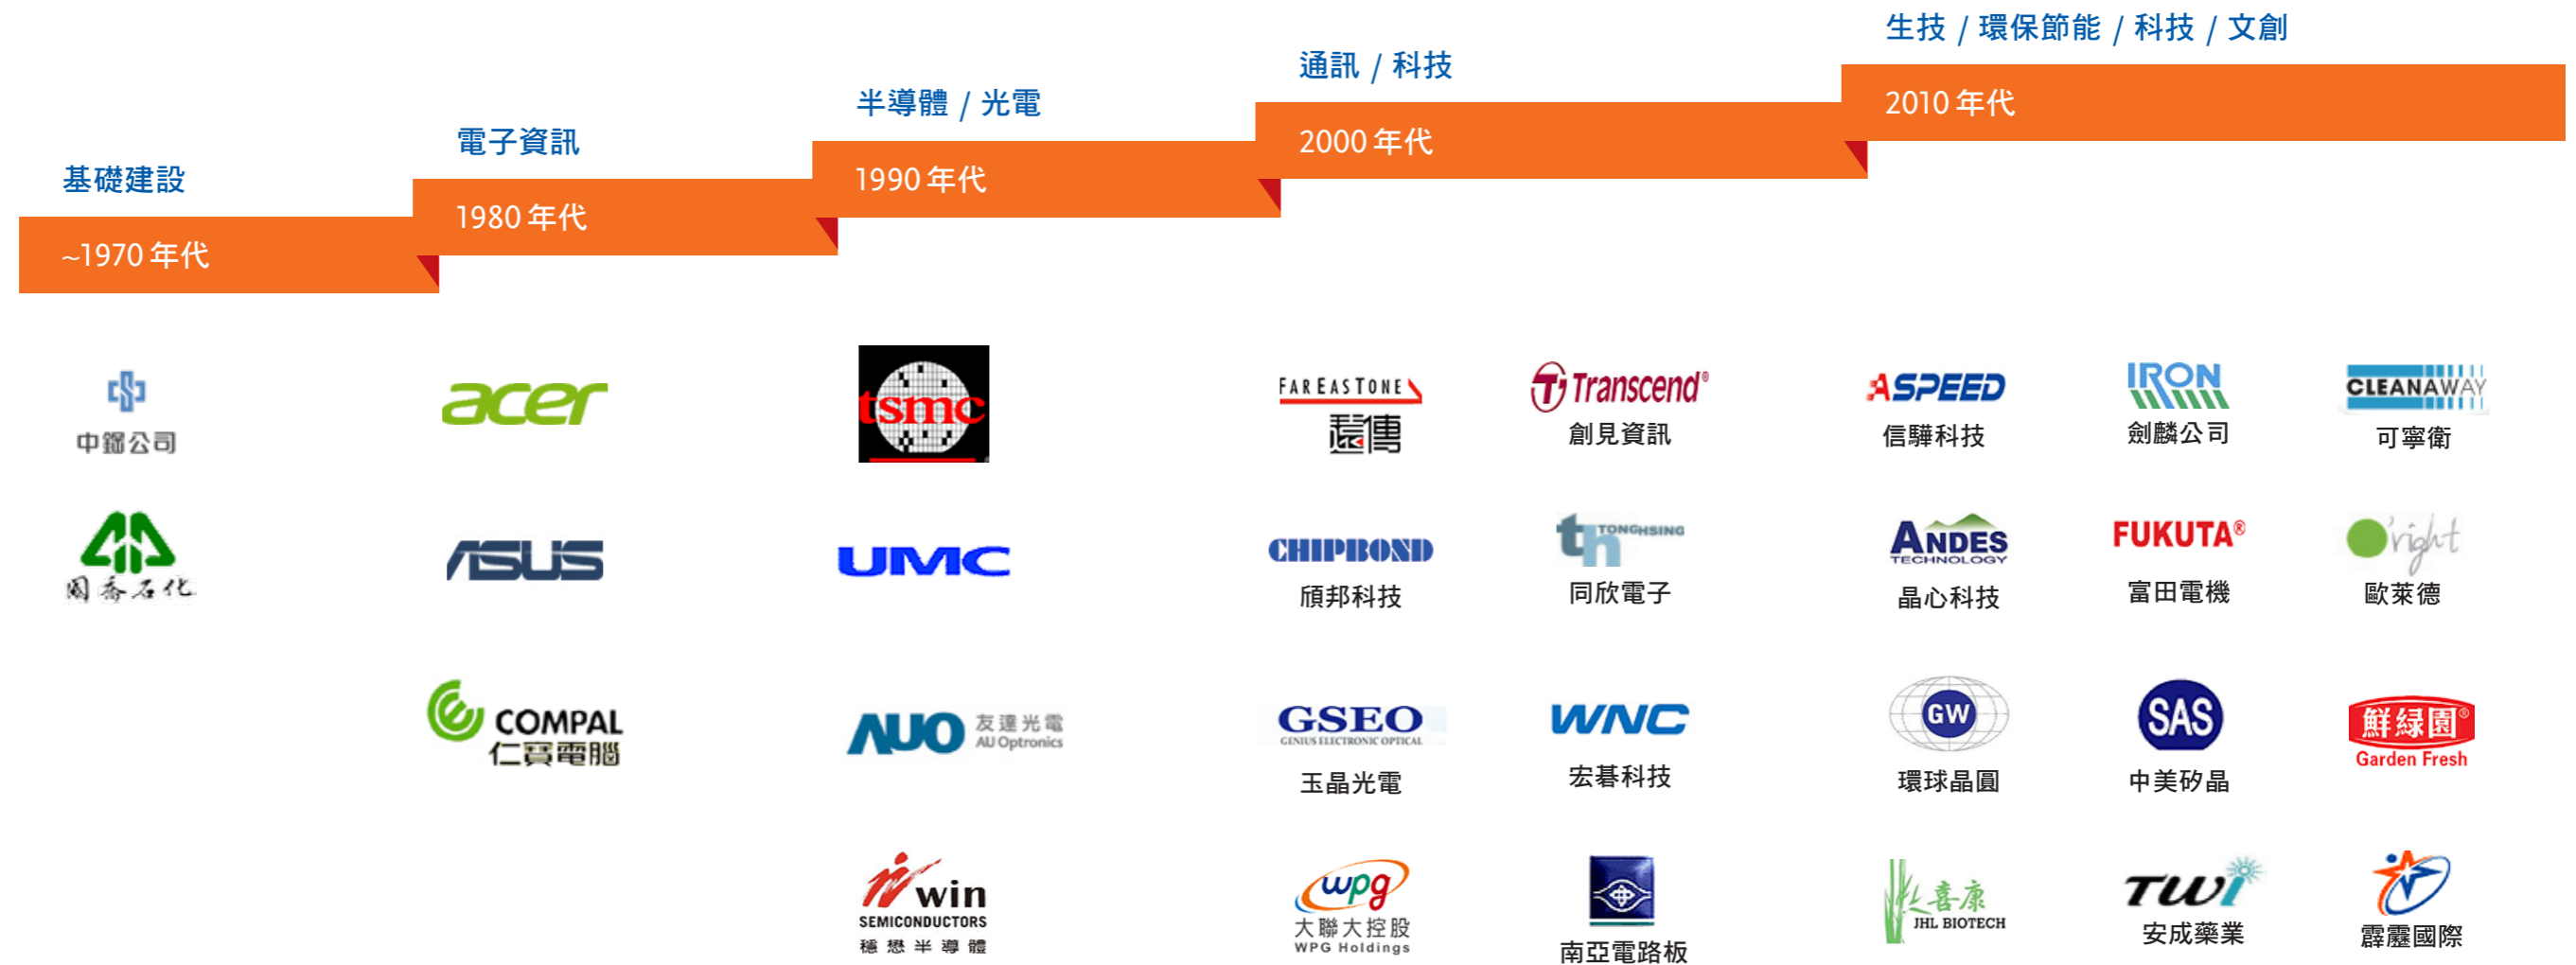 基礎建設
~1970 年代
電子資訊
1980 年代
半導體 / 光電
1990 年代
通訊 / 科技
2000 年代
生技 / 環保節能 / 科技 / 文創
2010 年代
中鋼公司
國喬石化
acer
ASUS
COMPAL
仁寶電腦
tsmc
UMC
AUO 友達光電
AU Optronics
win
SEMICONDUCTORS
穩懋半導體
FAREASTONE
遠傳
CHIPBOND
頎邦科技
GSEO
GENIUS ELECTRONIC OPTICAL
玉晶光電
wpg
大聯大控股
WPG Holdings
Transcend®
創見資訊
th TONGHSING
同欣電子
WNC
宏碁科技
南亞電路板
ASPEED
信驊科技
ANDES
TECHNOLOGY
晶心科技
GW
環球晶圓
喜康
JHL BIOTECH
IRON
劍麟公司
FUKUTA®
富田電機
SAS
中美矽晶
TWi
安成藥業
CLEANAWAY
可寧衛
O'right
歐萊德
鮮綠園®
Garden Fresh
霹靂國際